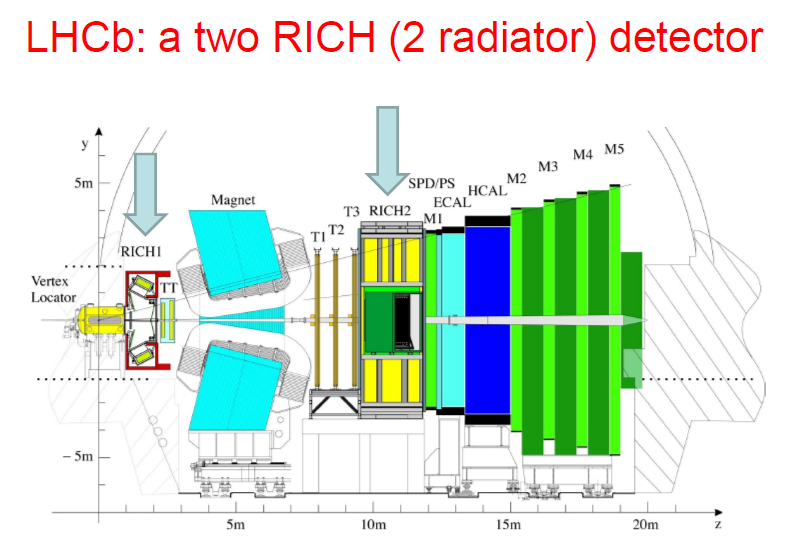 LHCb: a two RICH (2 radiator) detector
y
5m
Magnet
SPD/PS
ECAL
HCAL
M2
M3
M4
M5
T1
T2
T3
RICH2
M1
RICH1
TT
Vertex
Locator
– 5m
5m
10m
15m
20m
z